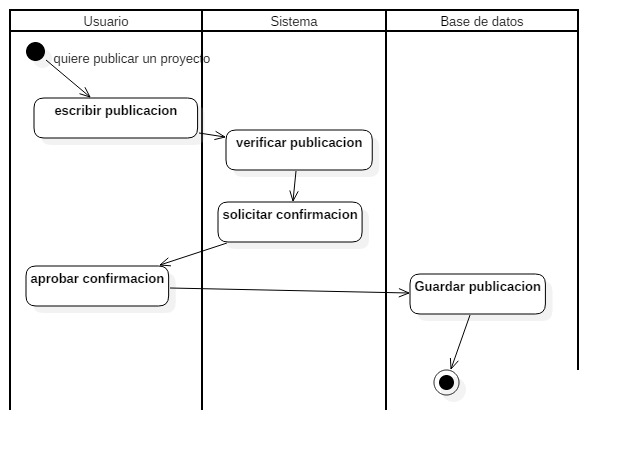 Usuario
Sistema
Base de datos
quiere publicar un proyecto
escribir publicacion
verificar publicacion
solicitar confirmacion
aprobar confirmacion
Guardar publicacion